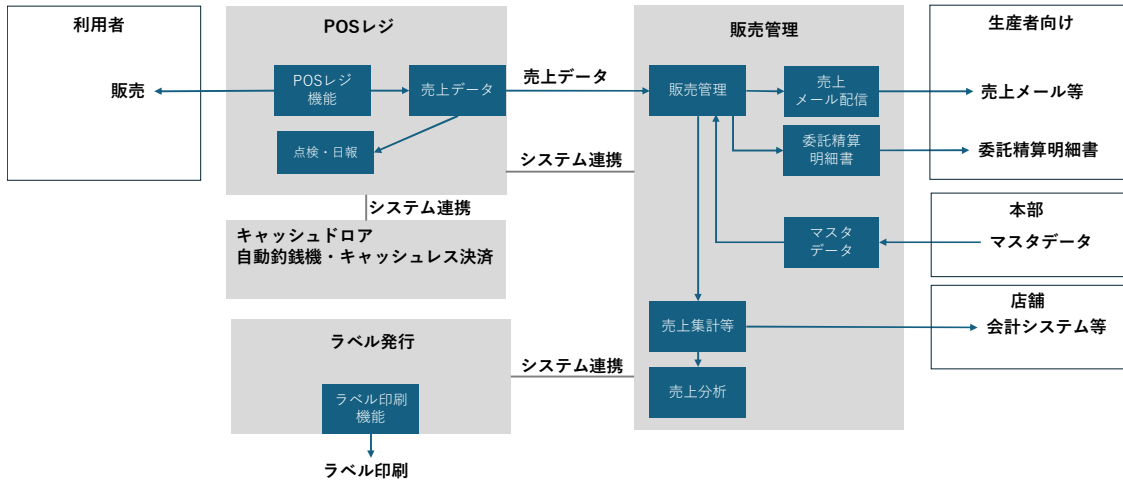 利用者
販売
POSレジ
POSレジ
機能
売上データ
点検・日報
売上データ
システム連携
システム連携
キャッシュドロア
自動釣銭機・キャッシュレス決済
ラベル発行
ラベル印刷
機能
ラベル印刷
システム連携
販売管理
販売管理
売上
メール配信
委託精算
明細書
マスタ
データ
売上集計等
売上分析
生産者向け
売上メール等
委託精算明細書
本部
マスタデータ
店舗
会計システム等